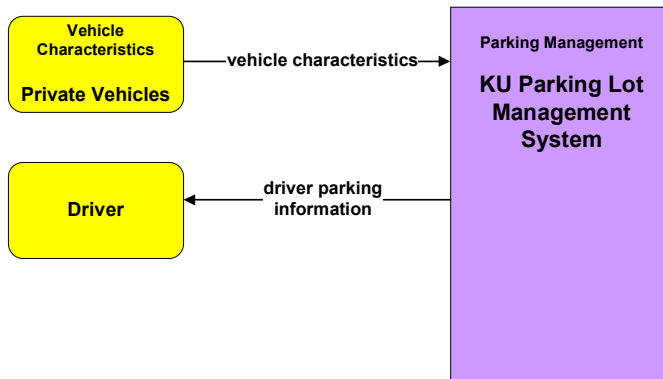 Vehicle
Characteristics
Private Vehicles
vehicle characteristics
Parking Management
KU Parking Lot
Management
System
Driver
driver parking
information